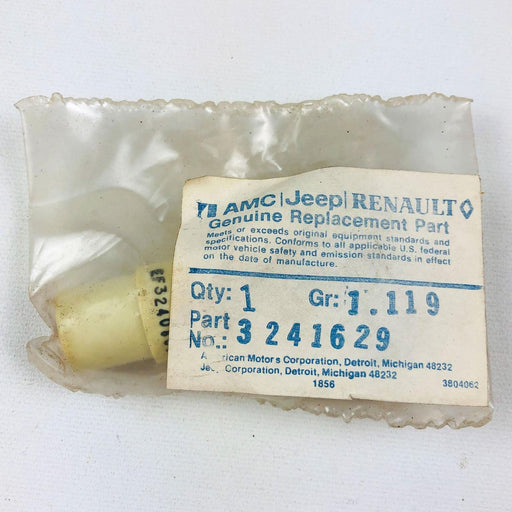 AMC|Jeep|RENAULT
Genuine Replacement Part
Meets or exceeds original equipment standards and
specifications. Conforms to all applicable U.S. federal
motor vehicle safety and emission standards in effect
on the date of manufacture.
Qty: 1 Gr: 1.119
Part No.: 3241629
American Motors Corporation, Detroit, Michigan 48232
Jeep Corporation, Detroit, Michigan 48232
1856 3804062